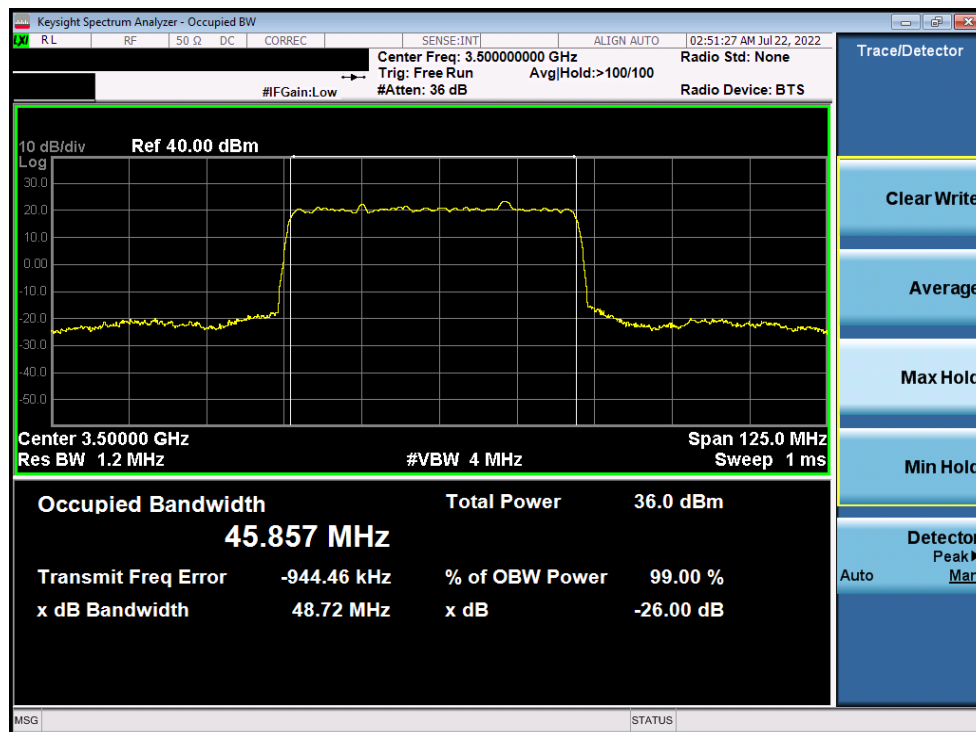 Keysight Spectrum Analyzer - Occupied BW
LXI RL RF 50 Ω DC CORREC SENSE:INT ALIGN AUTO 02:51:27 AM Jul 22, 2022
Center Freq: 3.500000000 GHz Radio Std: None
Trig: Free Run Avg|Hold:>100/100
#IFGain:Low #Atten: 36 dB Radio Device: BTS
10 dB/div Ref 40.00 dBm
Log
30.0
20.0
10.0
0.00
-10.0
-20.0
-30.0
-40.0
-50.0
Center 3.50000 GHz Span 125.0 MHz
Res BW 1.2 MHz #VBW 4 MHz Sweep 1 ms
Occupied Bandwidth Total Power 36.0 dBm
45.857 MHz
Transmit Freq Error -944.46 kHz % of OBW Power 99.00 %
x dB Bandwidth 48.72 MHz x dB -26.00 dB
MSG STATUS
Trace/Detector
Clear Write
Average
Max Hold
Min Hold
Detector
Peak
Auto Man